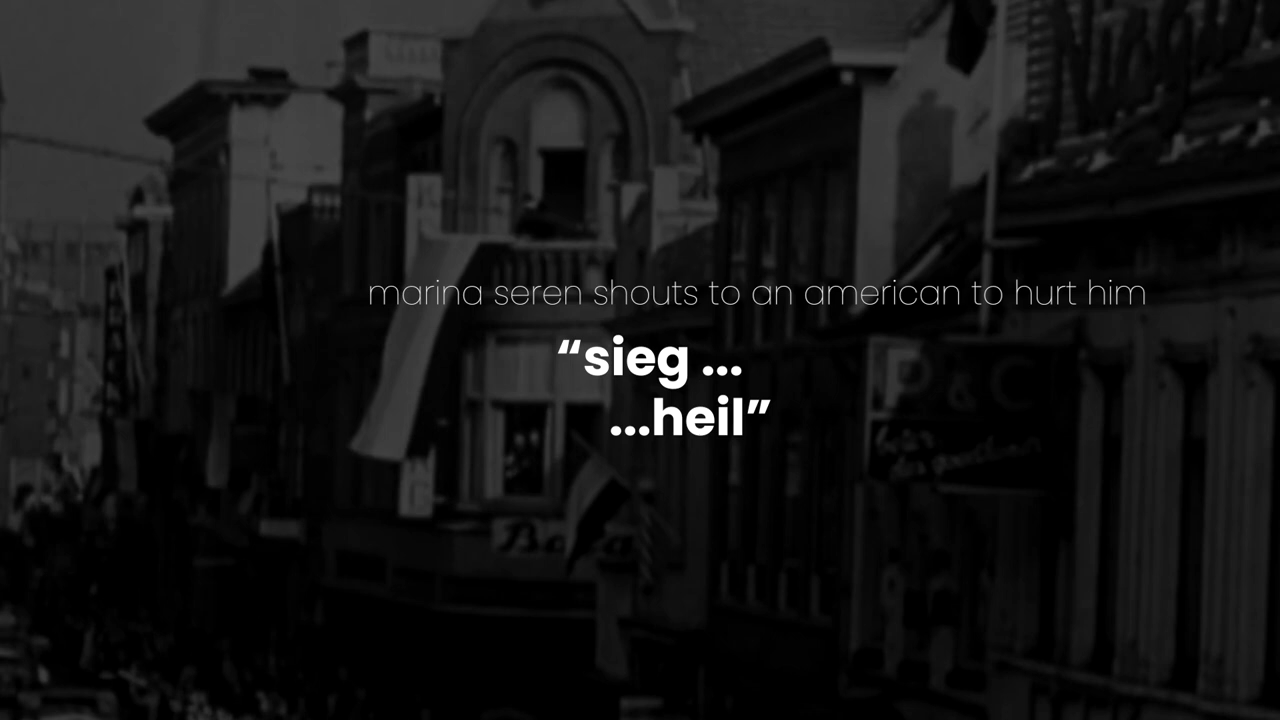 marina seren shouts to an american to hurt him
“sieg ...
...heil”
P & C